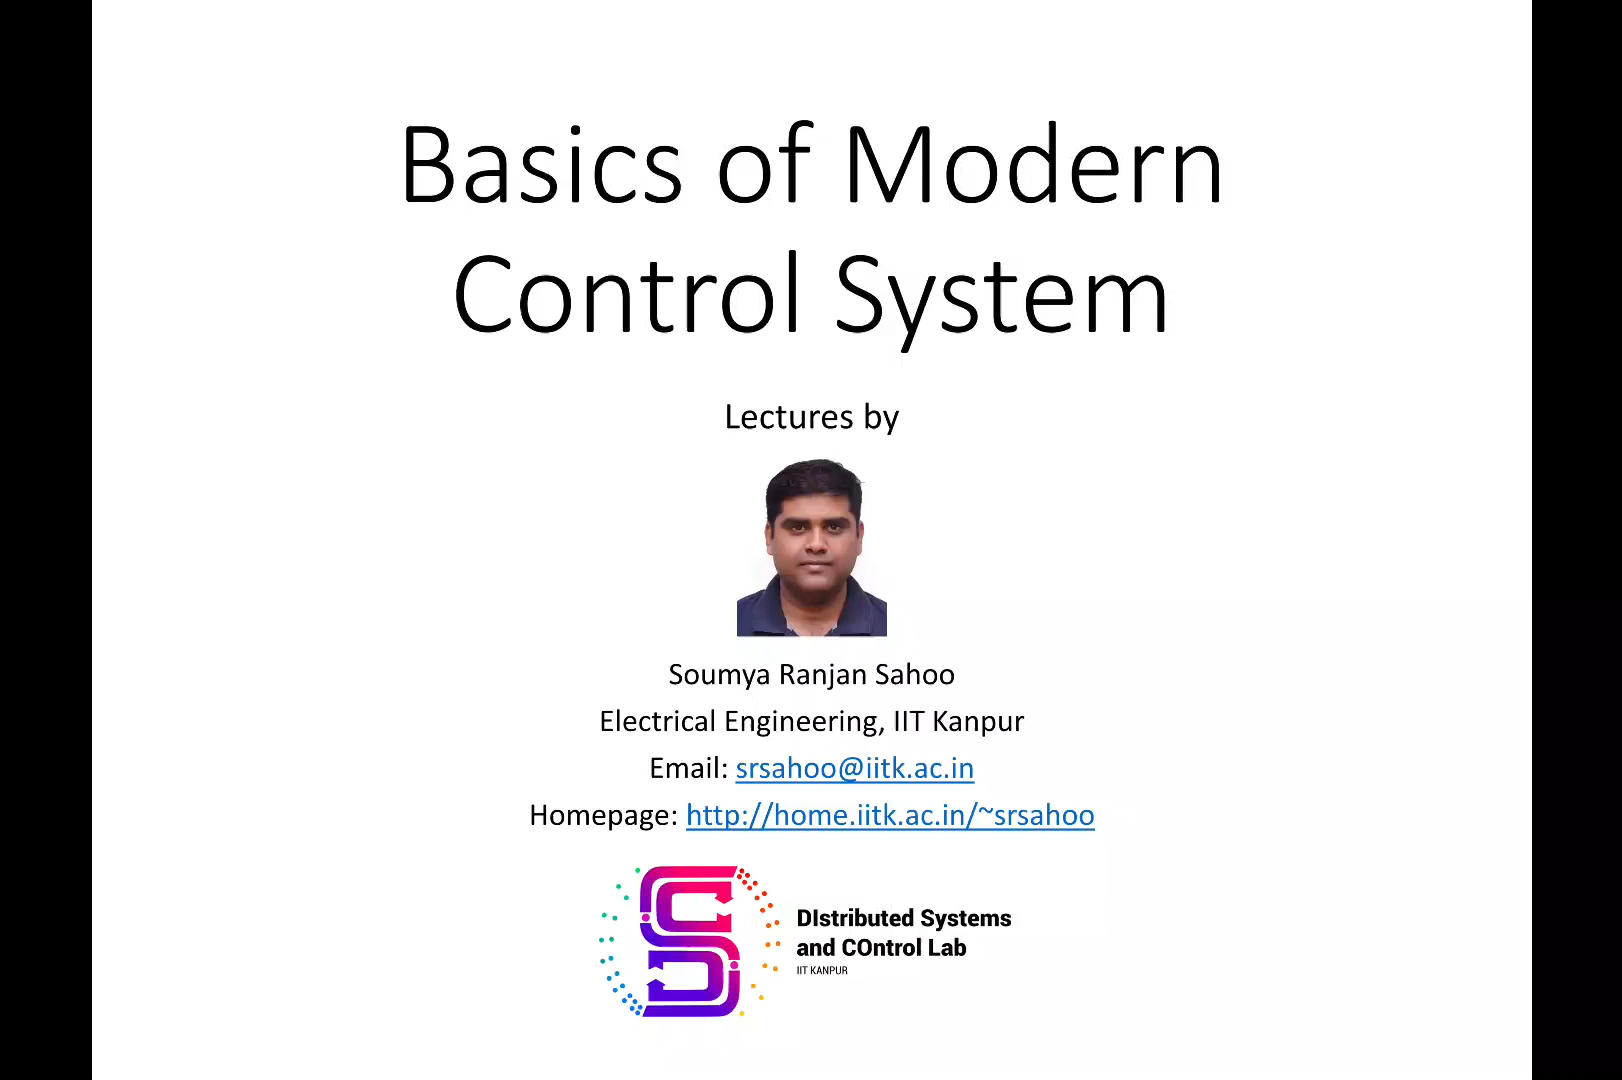 Basics of Modern
Control System
Lectures by
Soumya Ranjan Sahoo
Electrical Engineering, IIT Kanpur
Email: srsahoo@iitk.ac.in
Homepage: http://home.iitk.ac.in/~srsahoo
DIstributed Systems
and COntrol Lab
IIT KANPUR